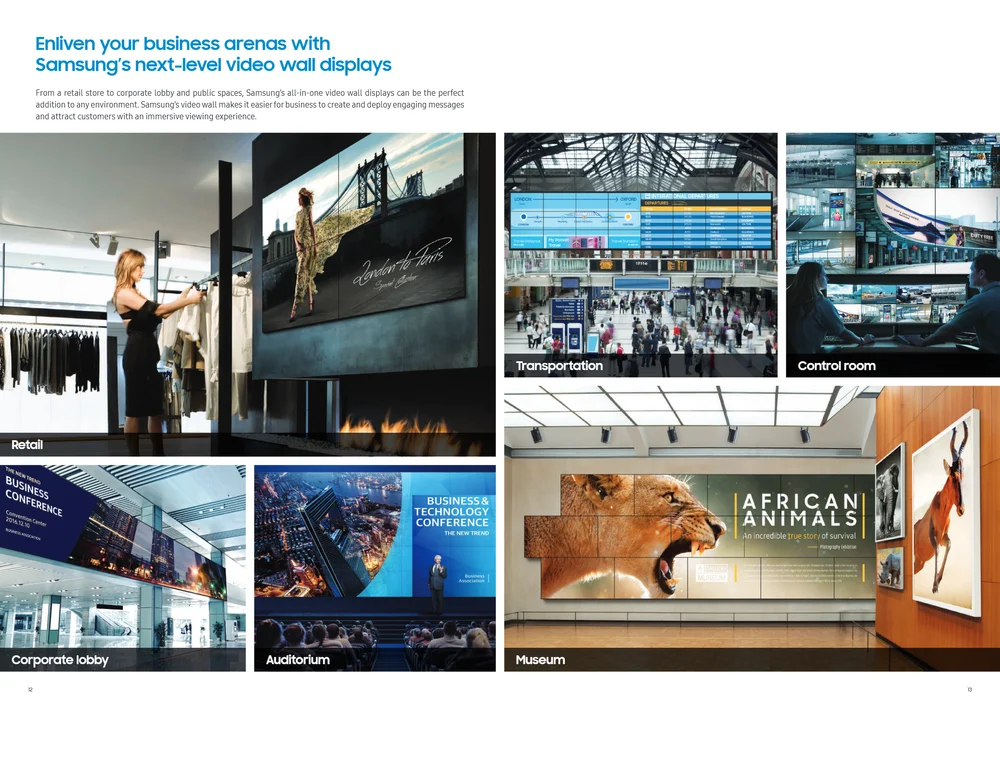 Enliven your business arenas with
Samsung's next-level video wall displays
From a retail store to corporate lobby and public spaces, Samsung's all-in-one video wall displays can be the perfect
addition to any environment. Samsung's video wall makes it easier for business to create and deploy engaging messages
and attract customers with an immersive viewing experience.
London to Paris
Retail
LONDON
OXFORD
DEPARTURES
Transportation
DUTY FREE
Control room
THE NEW TREND
BUSINESS
CONFERENCE
Convention Center
2016.12.10
BUSINESS ASSOCIATION
Corporate lobby
BUSINESS &
TECHNOLOGY
CONFERENCE
THE NEW TREND
Business
Association
Auditorium
AFRICAN
ANIMALS
An incredible true story of survival
Photography Exhibition
Museum
12
13